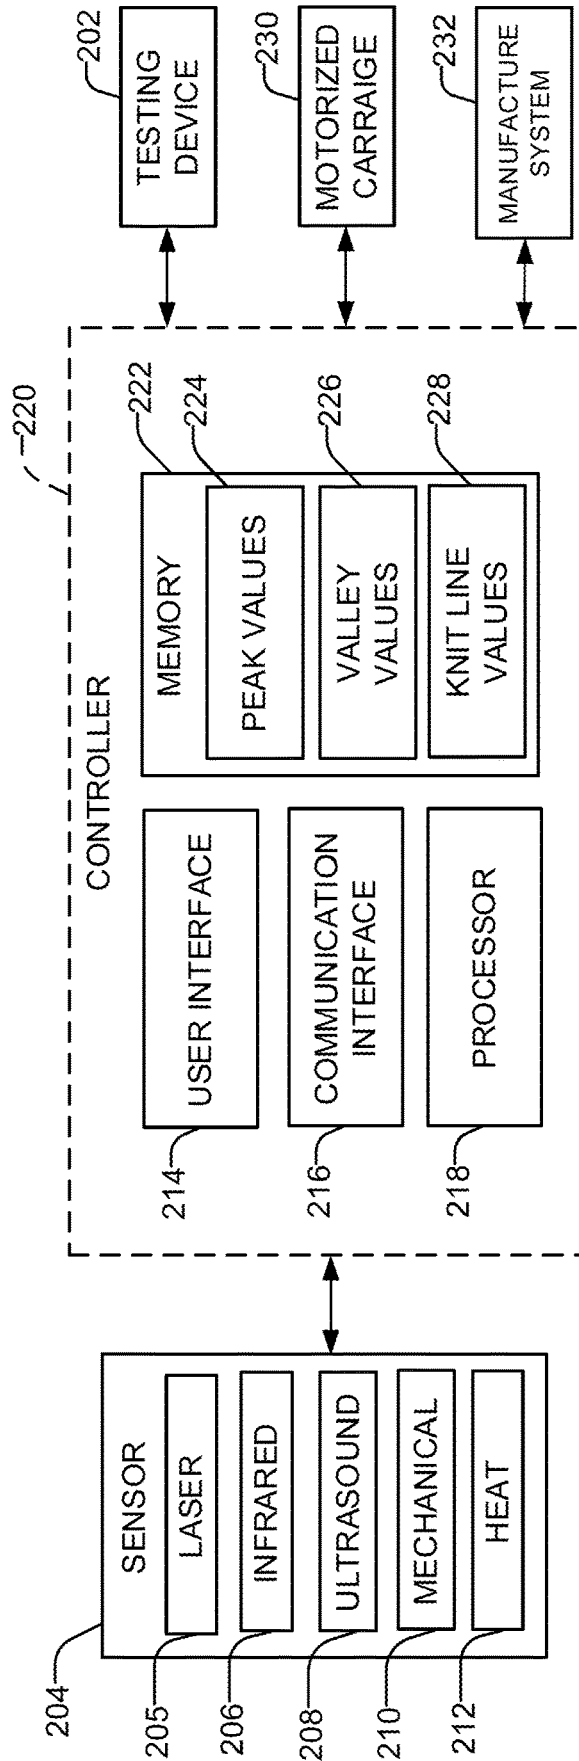 204
SENSOR
205
LASER
206
INFRARED
208
ULTRASOUND
210
MECHANICAL
212
HEAT
220
CONTROLLER
214
USER INTERFACE
216
COMMUNICATION
INTERFACE
218
PROCESSOR
222
MEMORY
224
PEAK VALUES
226
VALLEY
VALUES
228
KNIT LINE
VALUES
202
TESTING
DEVICE
230
MOTORIZED
CARRAIGE
232
MANUFACTURE
SYSTEM